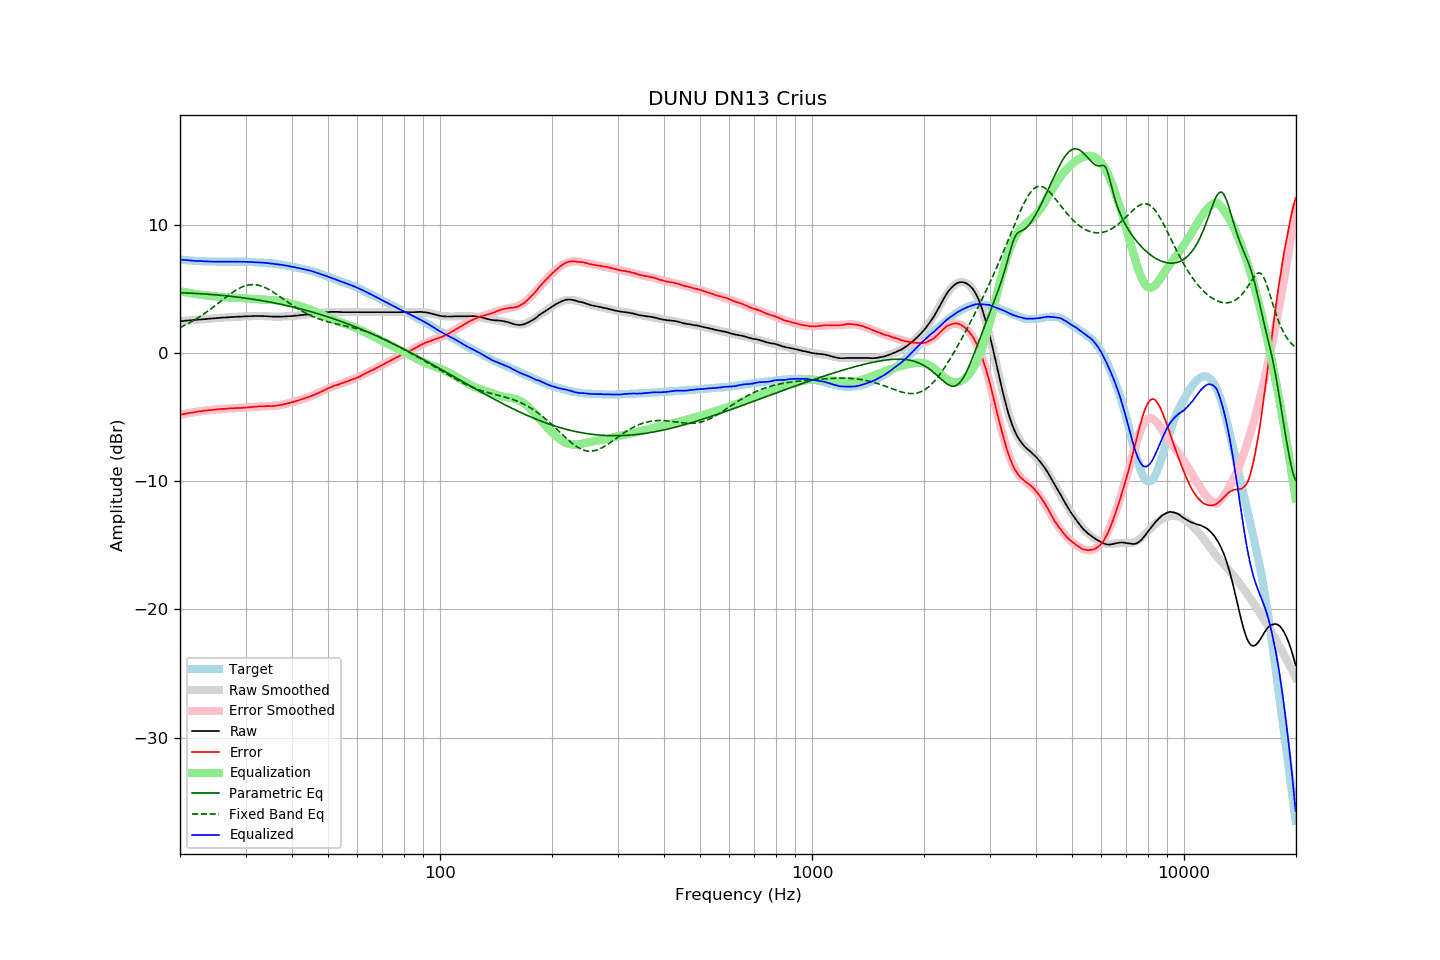 DUNU DN13 Crius
10
0
−10
−20
−30
Amplitude (dBr)
Target
Raw Smoothed
Error Smoothed
Raw
Error
Equalization
Parametric Eq
Fixed Band Eq
Equalized
100
1000
10000
Frequency (Hz)